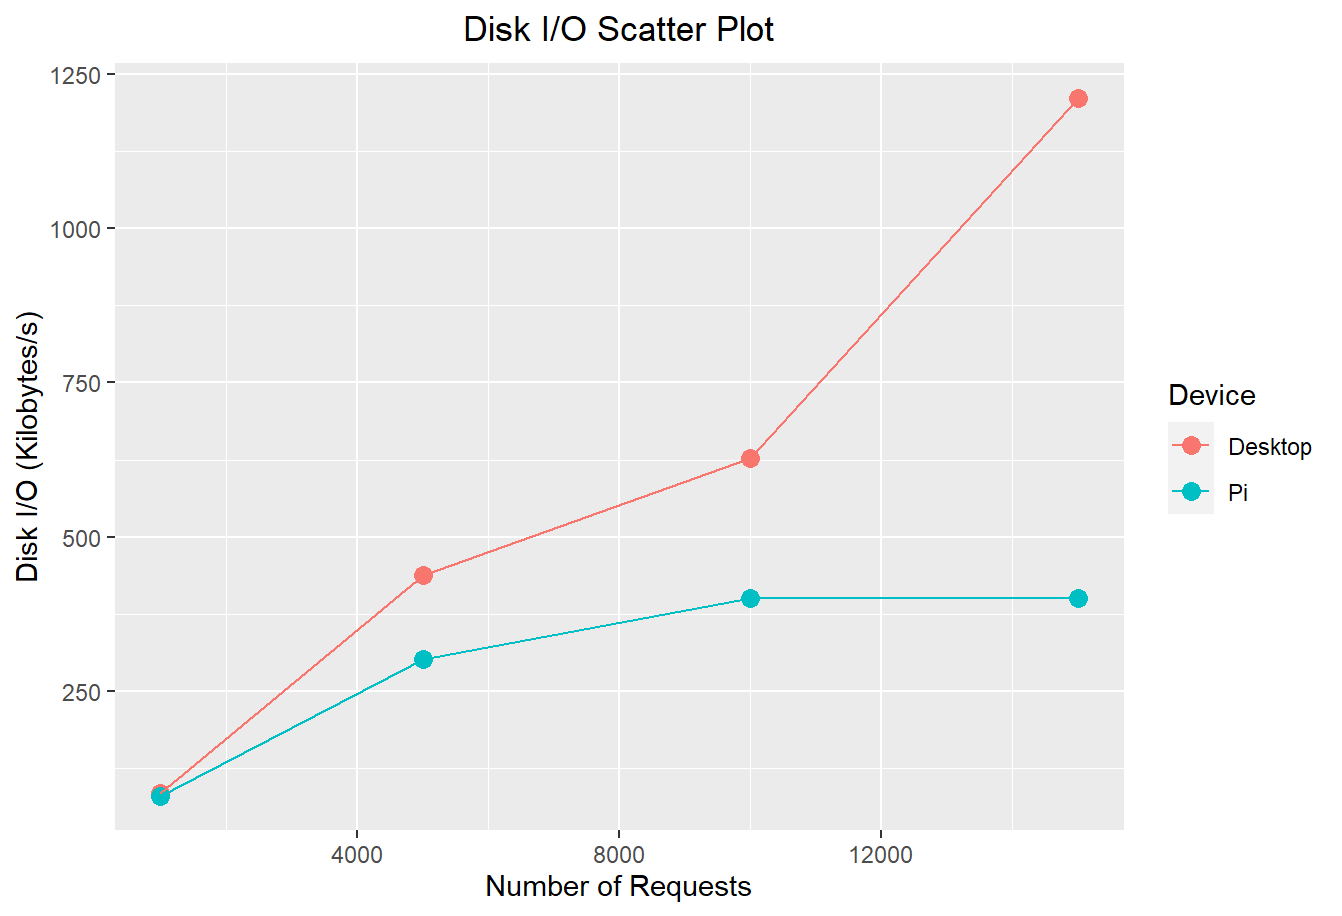 Disk I/O Scatter Plot
1250
1000
750
500
250
Disk I/O (Kilobytes/s)
4000 8000 12000
Number of Requests
Device
Desktop
Pi